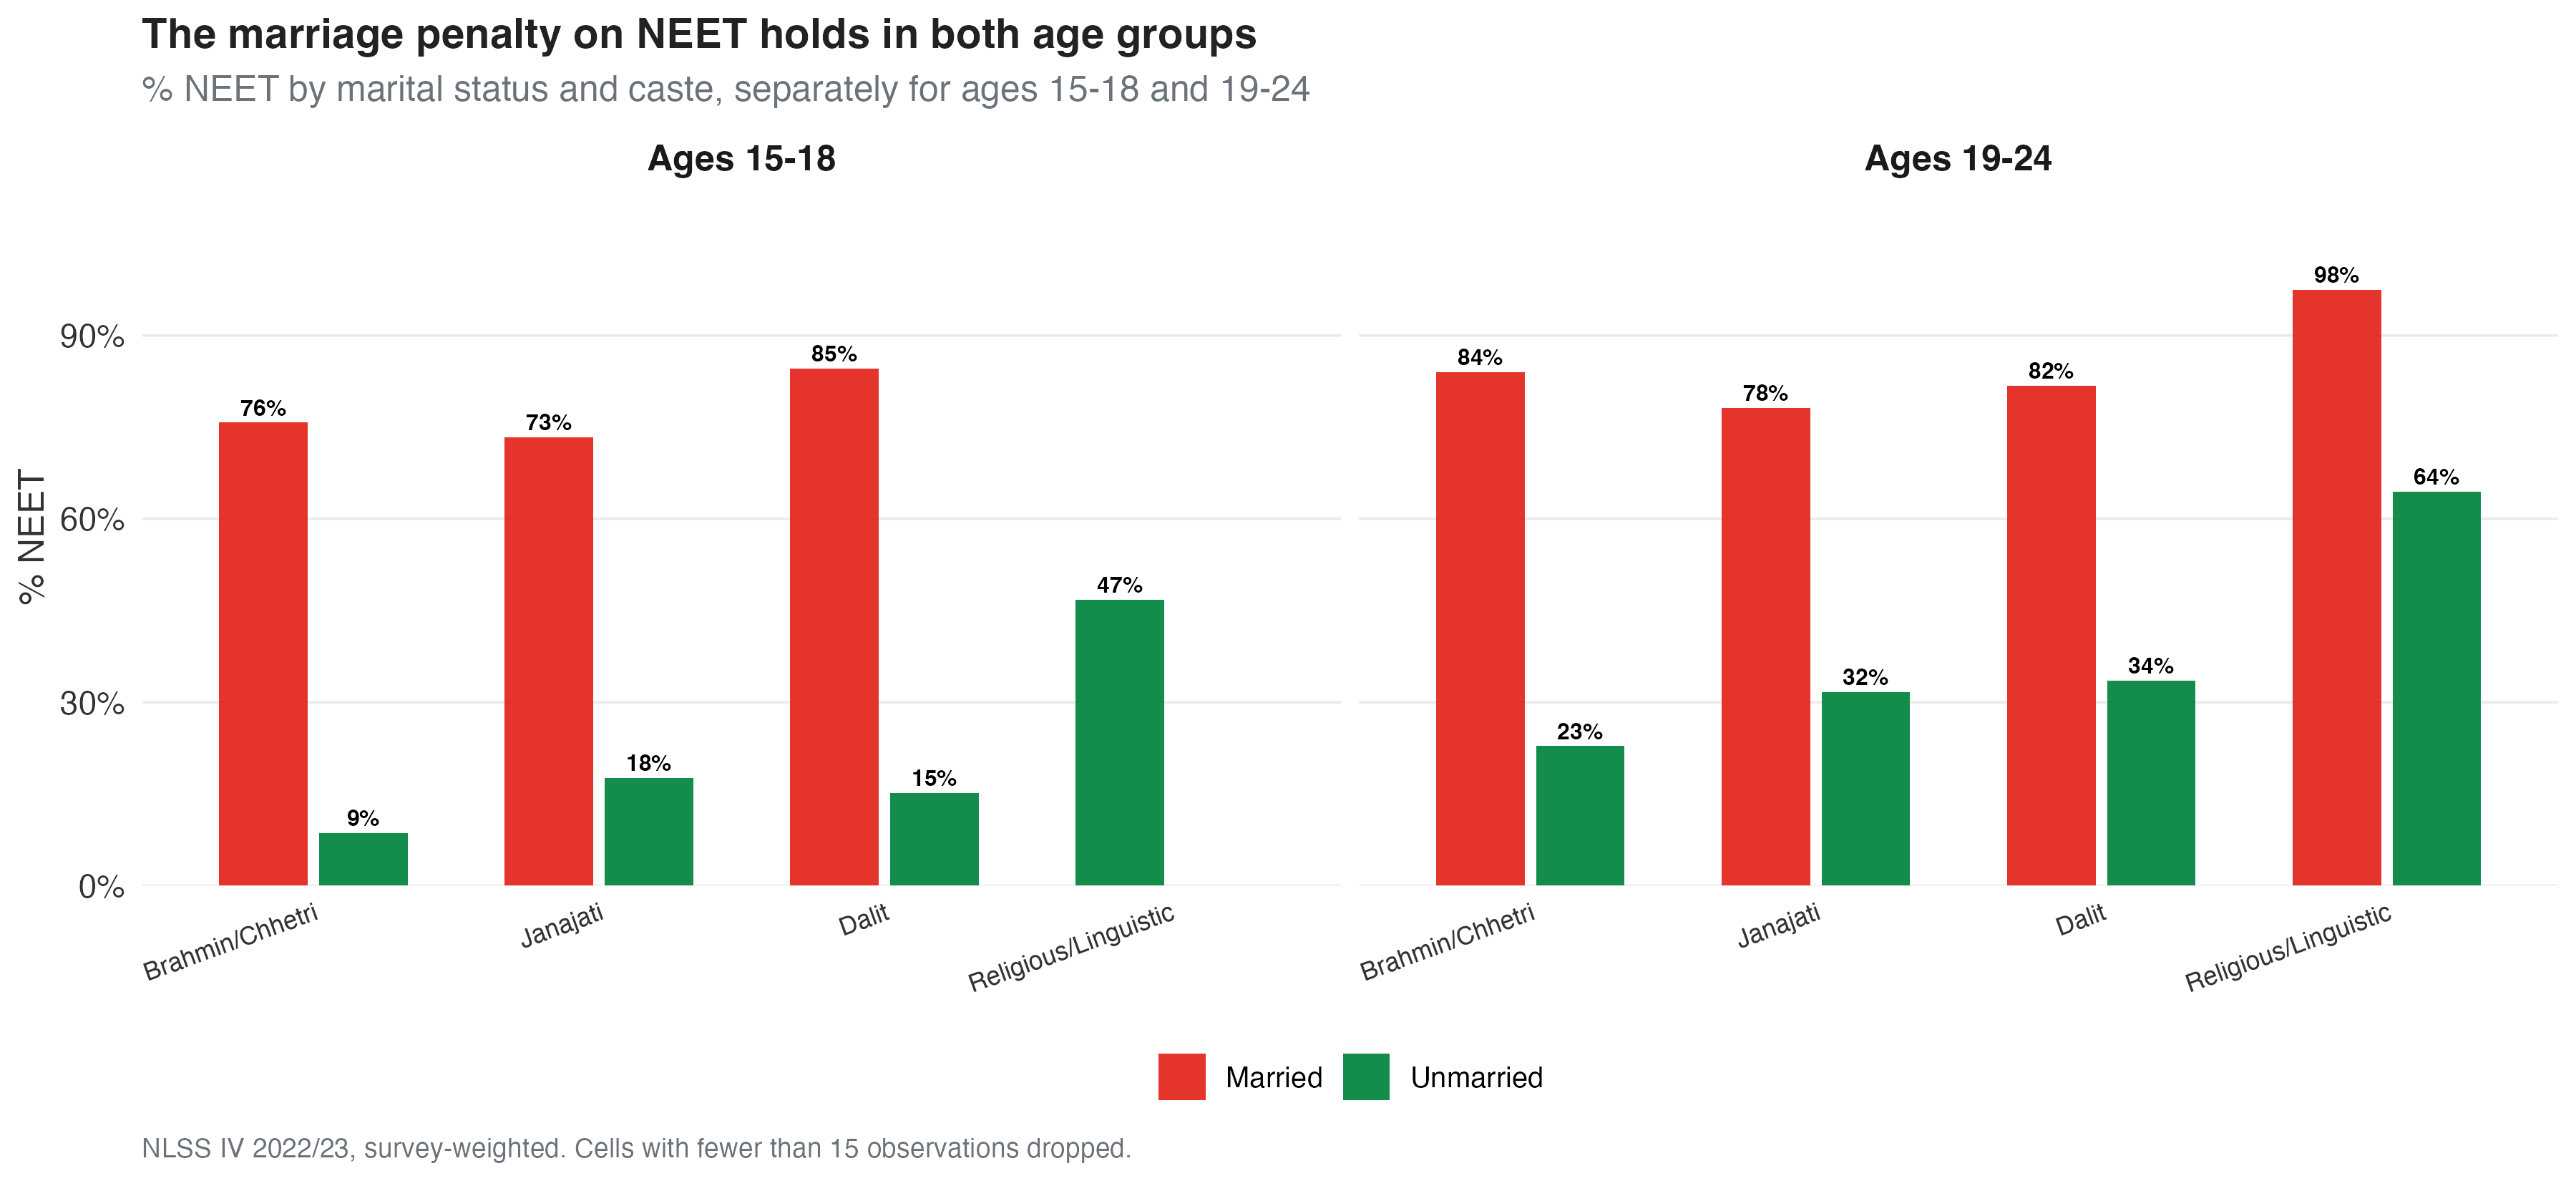 The marriage penalty on NEET holds in both age groups
% NEET by marital status and caste, separately for ages 15-18 and 19-24
Ages 15-18
Ages 19-24
% NEET
90%
60%
30%
0%
76%
9%
73%
18%
85%
15%
47%
84%
23%
78%
32%
82%
34%
98%
64%
Brahmin/Chhetri
Janajati
Dalit
Religious/Linguistic
Brahmin/Chhetri
Janajati
Dalit
Religious/Linguistic
Married
Unmarried
NLSS IV 2022/23, survey-weighted. Cells with fewer than 15 observations dropped.